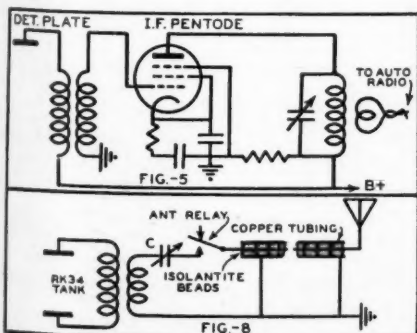 DET. PLATE
I.F. PENTODE
TO AUTO
RADIO
FIG.-5
B+
ANT RELAY
COPPER TUBING
C
RK34
TANK
ISOLANTITE
BEADS
FIG.-8